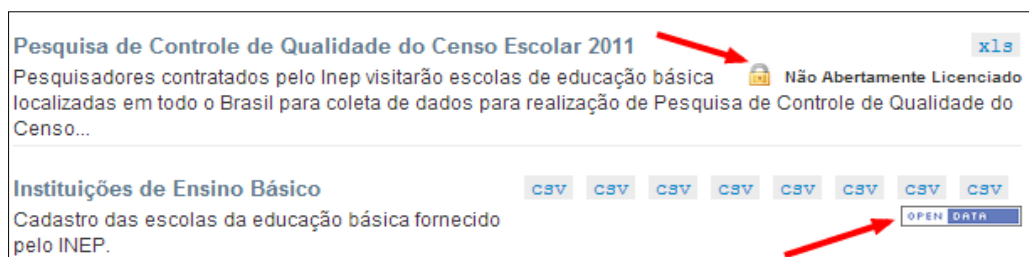 Pesquisa de Controle de Qualidade do Censo Escolar 2011 xls
Pesquisadores contratados pelo Inep visitarão escolas de educação básica Não Abertamente Licenciado
localizadas em todo o Brasil para coleta de dados para realização de Pesquisa de Controle de Qualidade do
Censo...
Instituições de Ensino Básico csv csv csv csv csv csv csv csv
Cadastro das escolas da educação básica fornecido OPEN DATA
pelo INEP.